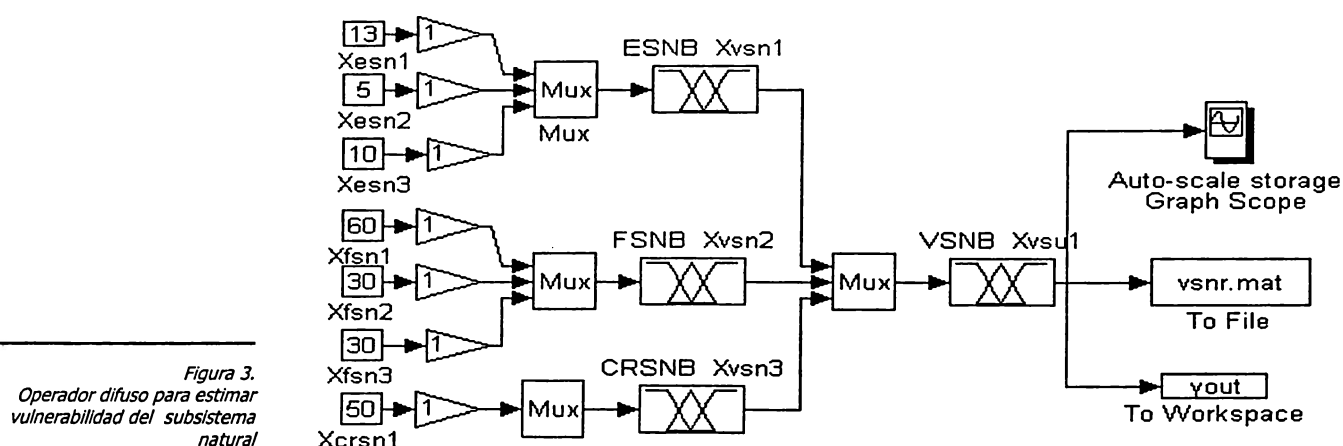 13
1
Xesn1
5
1
Xesn2
10
1
Xesn3
Mux
Mux
ESNB Xvsn1
60
1
Xfsn1
30
1
Xfsn2
30
1
Xfsn3
Mux
FSNB Xvsn2
50
1
Xcrsn1
Mux
CRSNB Xvsn3
Mux
VSNB Xvsu1
Auto-scale storage
Graph Scope
vsnr.mat
To File
yout
To Workspace
Figura 3.
Operador difuso para estimar
vulnerabilidad del subsistema
natural